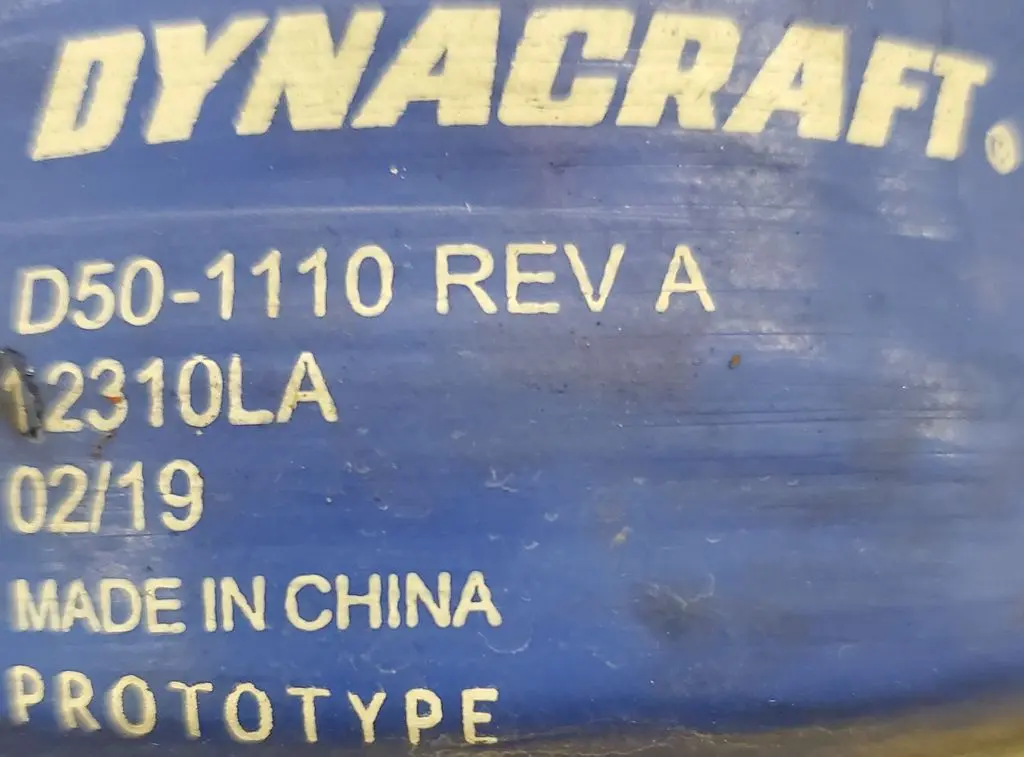 DYNACRAFT®
D50-1110 REV A
12310LA
02/19
MADE IN CHINA
PROTOTYPE